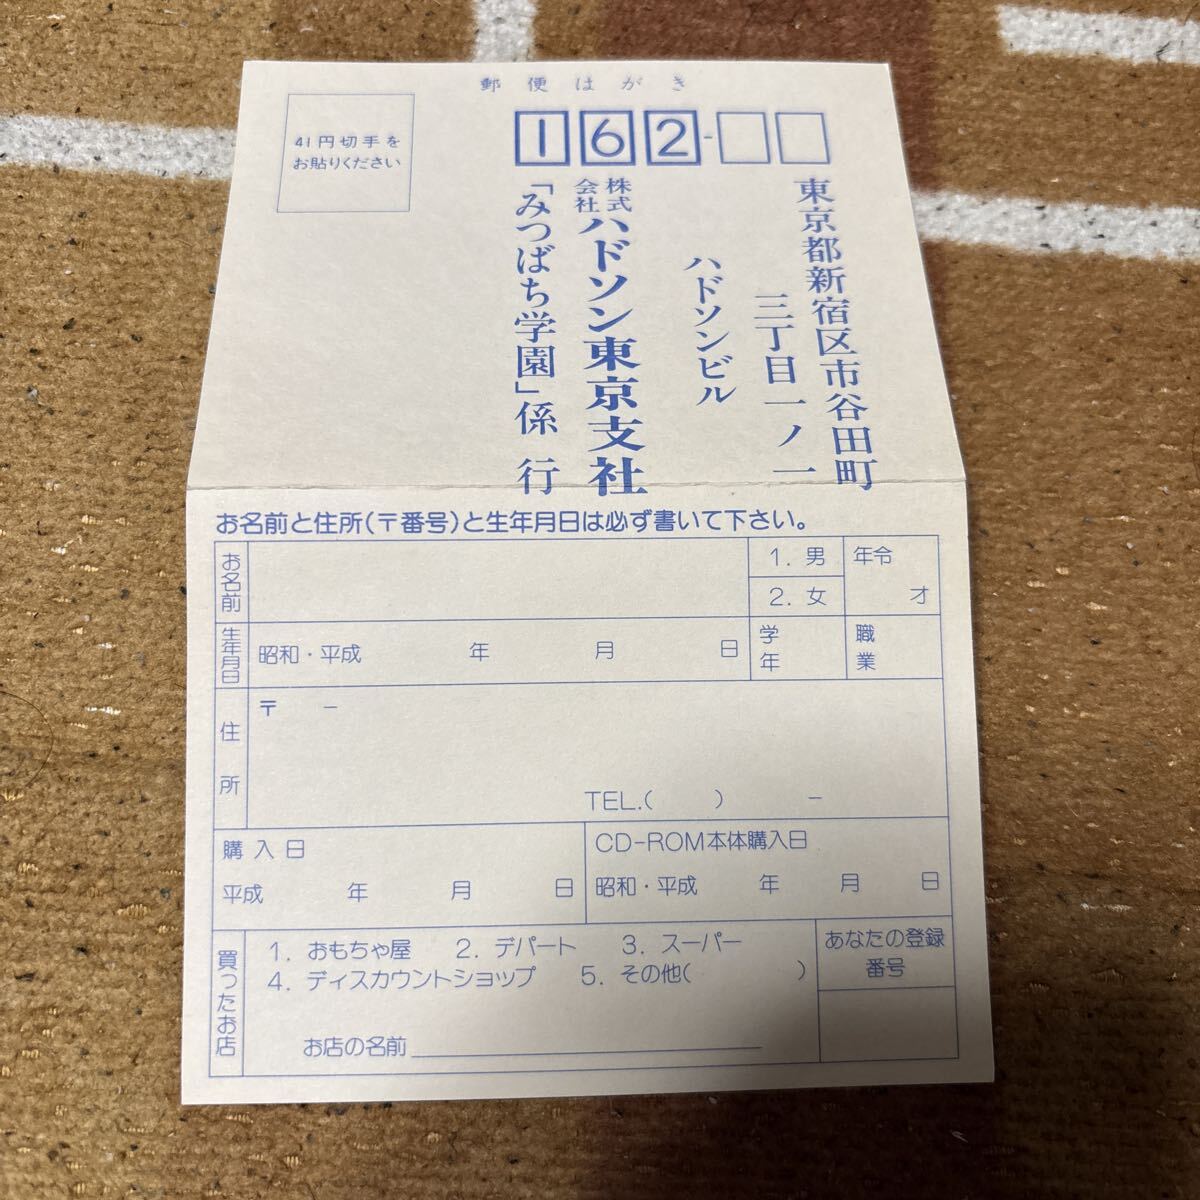 郵便はがき
41円切手を
お貼りください
162-
東京都新宿区市谷田町
三丁目一ノ一
ハドソンビル
株式会社ハドソン東京支社
「みつばち学園」係 行
お名前と住所(〒番号)と生年月日は必ず書いて下さい。
お名前
1. 男
2. 女
年令
才
生年月日
昭和・平成 年 月 日
学年
職業
住所
〒 -
TEL.( ) -
購入日
平成 年 月 日
CD-ROM本体購入日
昭和・平成 年 月 日
買ったお店
1. おもちゃ屋 2. デパート 3. スーパー
4. ディスカウントショップ 5. その他( )
お店の名前
あなたの登録
番号